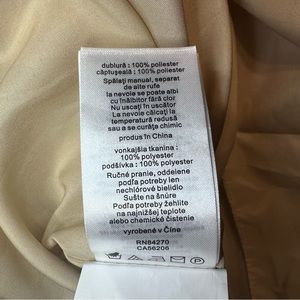 dublură : 100% poliester
căptușeală : 100% poliester
Spălați manual, separat
de alte rufe
la nevoie se poate albi
cu înălbitor fără clor
Nu uscați în uscător
La nevoie călcați la
temperatură redusă
sau a se curăța chimic
produs în China
vonkajšia tkanina :
100% polyester
podšívka : 100% polyester
Ručné pranie, oddelene
podľa potreby len
nechlórové bielidlo
Sušte na šnúre
Podľa potreby žehlite
na najnižšej teplote
alebo chemické čistenie
vyrobené v Číne
RN84270
CA56206